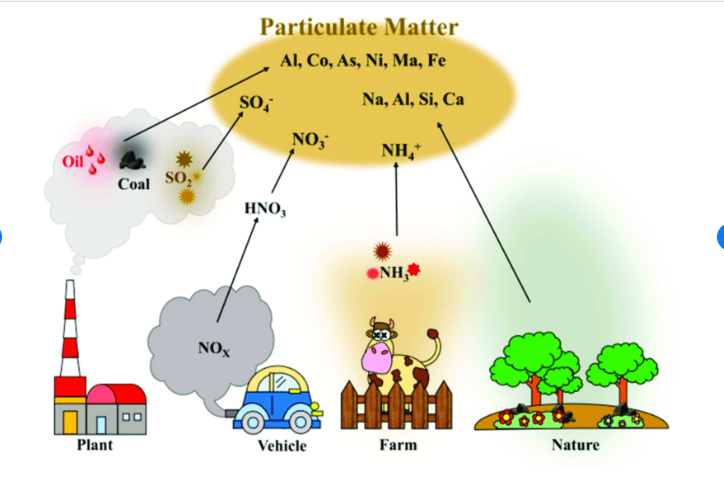 Particulate Matter
Al, Co, As, Ni, Ma, Fe
SO₄⁻
Na, Al, Si, Ca
NO₃⁻
NH₄⁺
Oil
Coal
SO₂
HNO₃
NH₃
NOₓ
Plant
Vehicle
Farm
Nature